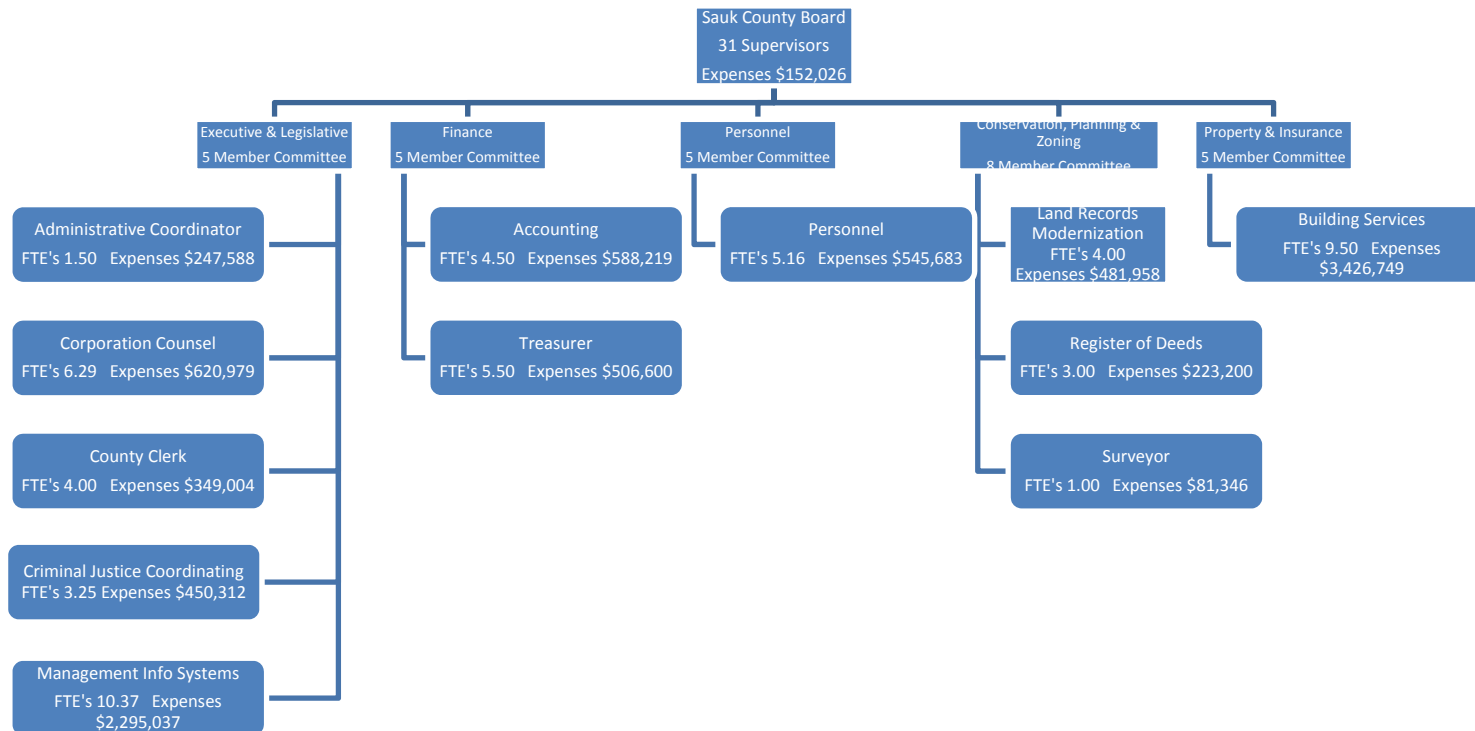 Sauk County Board
31 Supervisors
Expenses $152,026
Executive & Legislative
5 Member Committee
Finance
5 Member Committee
Personnel
5 Member Committee
Conservation, Planning &
Zoning
8 Member Committee
Property & Insurance
5 Member Committee
Administrative Coordinator
FTE's 1.50 Expenses $247,588
Accounting
FTE's 4.50 Expenses $588,219
Personnel
FTE's 5.16 Expenses $545,683
Land Records
Modernization
FTE's 4.00
Expenses $481,958
Building Services
FTE's 9.50 Expenses
$3,426,749
Corporation Counsel
FTE's 6.29 Expenses $620,979
Treasurer
FTE's 5.50 Expenses $506,600
Register of Deeds
FTE's 3.00 Expenses $223,200
County Clerk
FTE's 4.00 Expenses $349,004
Surveyor
FTE's 1.00 Expenses $81,346
Criminal Justice Coordinating
FTE's 3.25 Expenses $450,312
Management Info Systems
FTE's 10.37 Expenses
$2,295,037